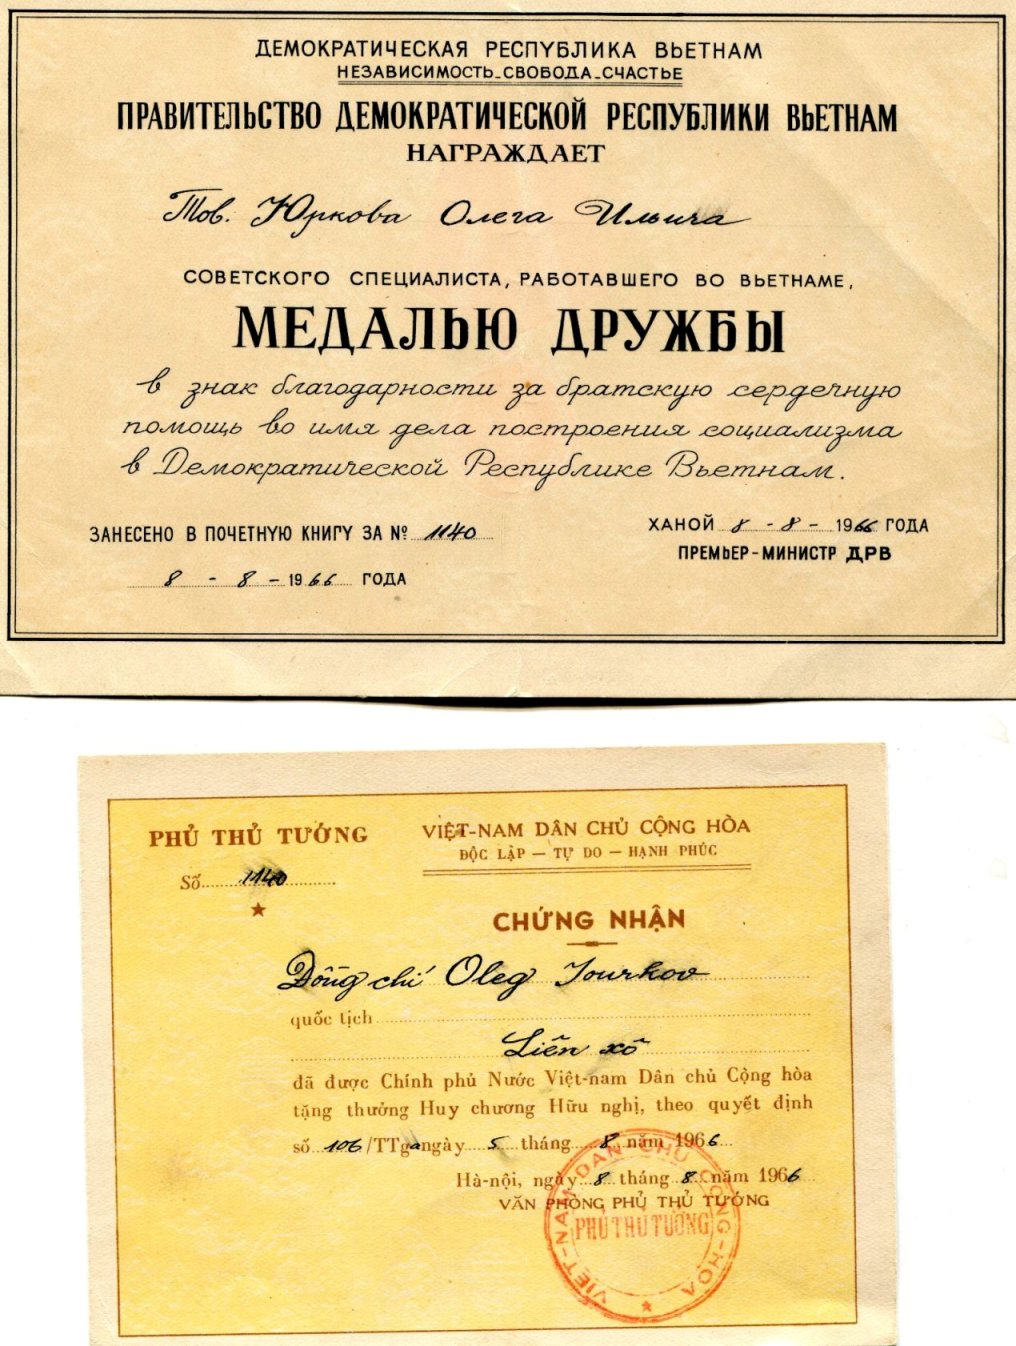 ДЕМОКРАТИЧЕСКАЯ РЕСПУБЛИКА ВЬЕТНАМ
НЕЗАВИСИМОСТЬ_СВОБОДА_СЧАСТЬЕ
ПРАВИТЕЛЬСТВО ДЕМОКРАТИЧЕСКОЙ РЕСПУБЛИКИ ВЬЕТНАМ
НАГРАЖДАЕТ
Тов. Юркова Олега Ильича
СОВЕТСКОГО СПЕЦИАЛИСТА, РАБОТАВШЕГО ВО ВЬЕТНАМЕ,
МЕДАЛЬЮ ДРУЖБЫ
в знак благодарности за братскую сердечную
помощь во имя дела построения социализма
в Демократической Республике Вьетнам.
ЗАНЕСЕНО В ПОЧЕТНУЮ КНИГУ ЗА № 1140
8 - 8 - 1966 ГОДА
ХАНОЙ 8 - 8 - 1966 ГОДА
ПРЕМЬЕР-МИНИСТР ДРВ
PHỦ THỦ TƯỚNG
Số 1140
VIỆT-NAM DÂN CHỦ CỘNG HÒA
ĐỘC LẬP — TỰ DO — HẠNH PHÚC
CHỨNG NHẬN
Đồng chí Oleg Iourkov
quốc tịch
Liên xô
đã được Chính phủ Nước Việt-nam Dân chủ Cộng hòa
tặng thưởng Huy chương Hữu nghị, theo quyết định
số 106/TTg ngày 5 tháng 8 năm 1966
Hà-nội, ngày 8 tháng 8 năm 1966
VĂN PHÒNG PHỦ THỦ TƯỚNG
VIỆT-NAM DÂN CHỦ CỘNG-HÒA
PHỦ THỦ TƯỚNG